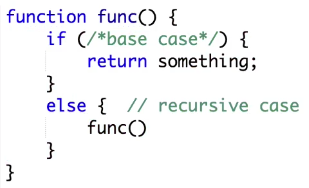 function func() {
    if (/*base case*/) {
        return something;
    }
    else {  // recursive case
        func()
    }
}